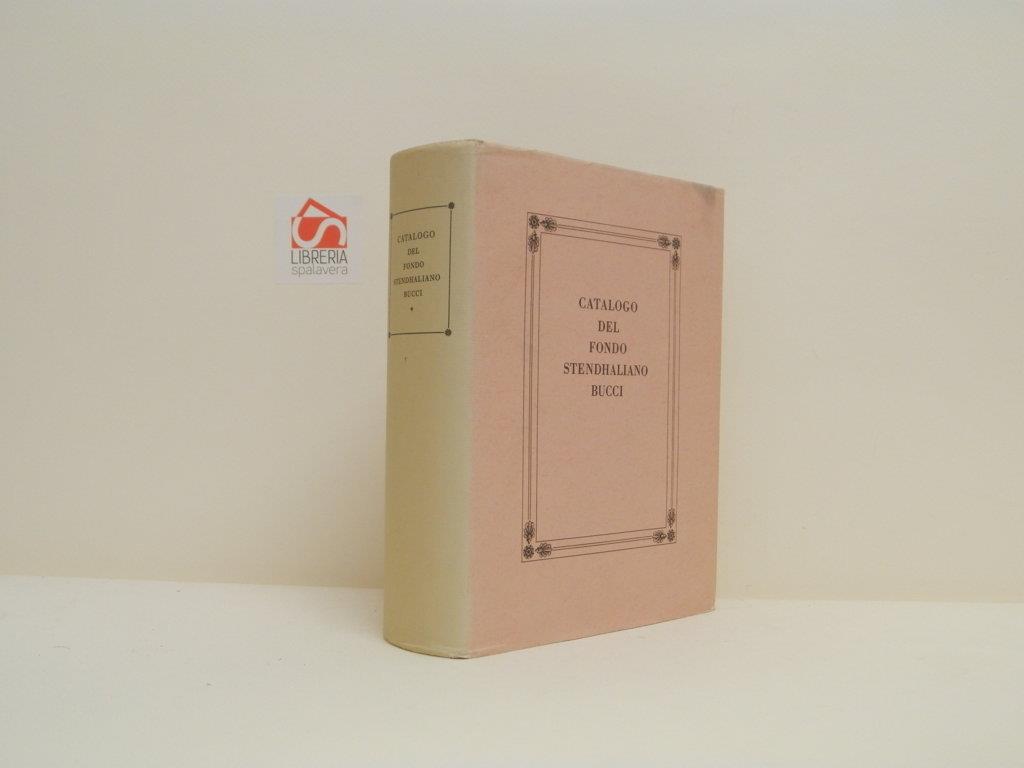 LIBRERIA
spalavera
CATALOGO
DEL
FONDO
STENDHALIANO
BUCCI
CATALOGO
DEL
FONDO
STENDHALIANO
BUCCI